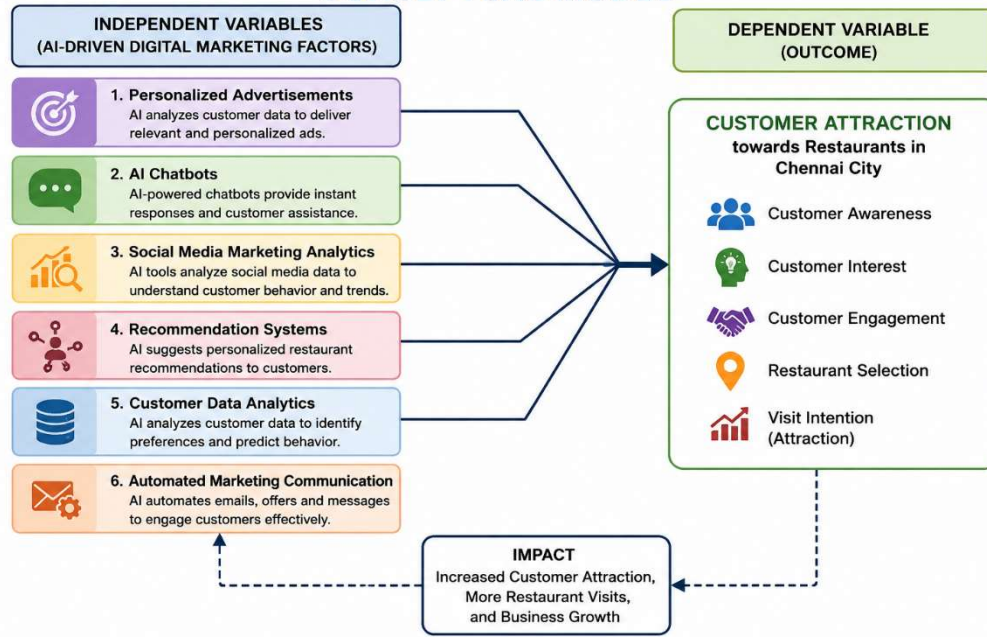 INDEPENDENT VARIABLES
(AI-DRIVEN DIGITAL MARKETING FACTORS)
1. Personalized Advertisements
AI analyzes customer data to deliver
relevant and personalized ads.
2. AI Chatbots
AI-powered chatbots provide instant
responses and customer assistance.
3. Social Media Marketing Analytics
AI tools analyze social media data to
understand customer behavior and trends.
4. Recommendation Systems
AI suggests personalized restaurant
recommendations to customers.
5. Customer Data Analytics
AI analyzes customer data to identify
preferences and predict behavior.
6. Automated Marketing Communication
AI automates emails, offers and messages
to engage customers effectively.
DEPENDENT VARIABLE
(OUTCOME)
CUSTOMER ATTRACTION
towards Restaurants in
Chennai City
Customer Awareness
Customer Interest
Customer Engagement
Restaurant Selection
Visit Intention
(Attraction)
IMPACT
Increased Customer Attraction,
More Restaurant Visits,
and Business Growth